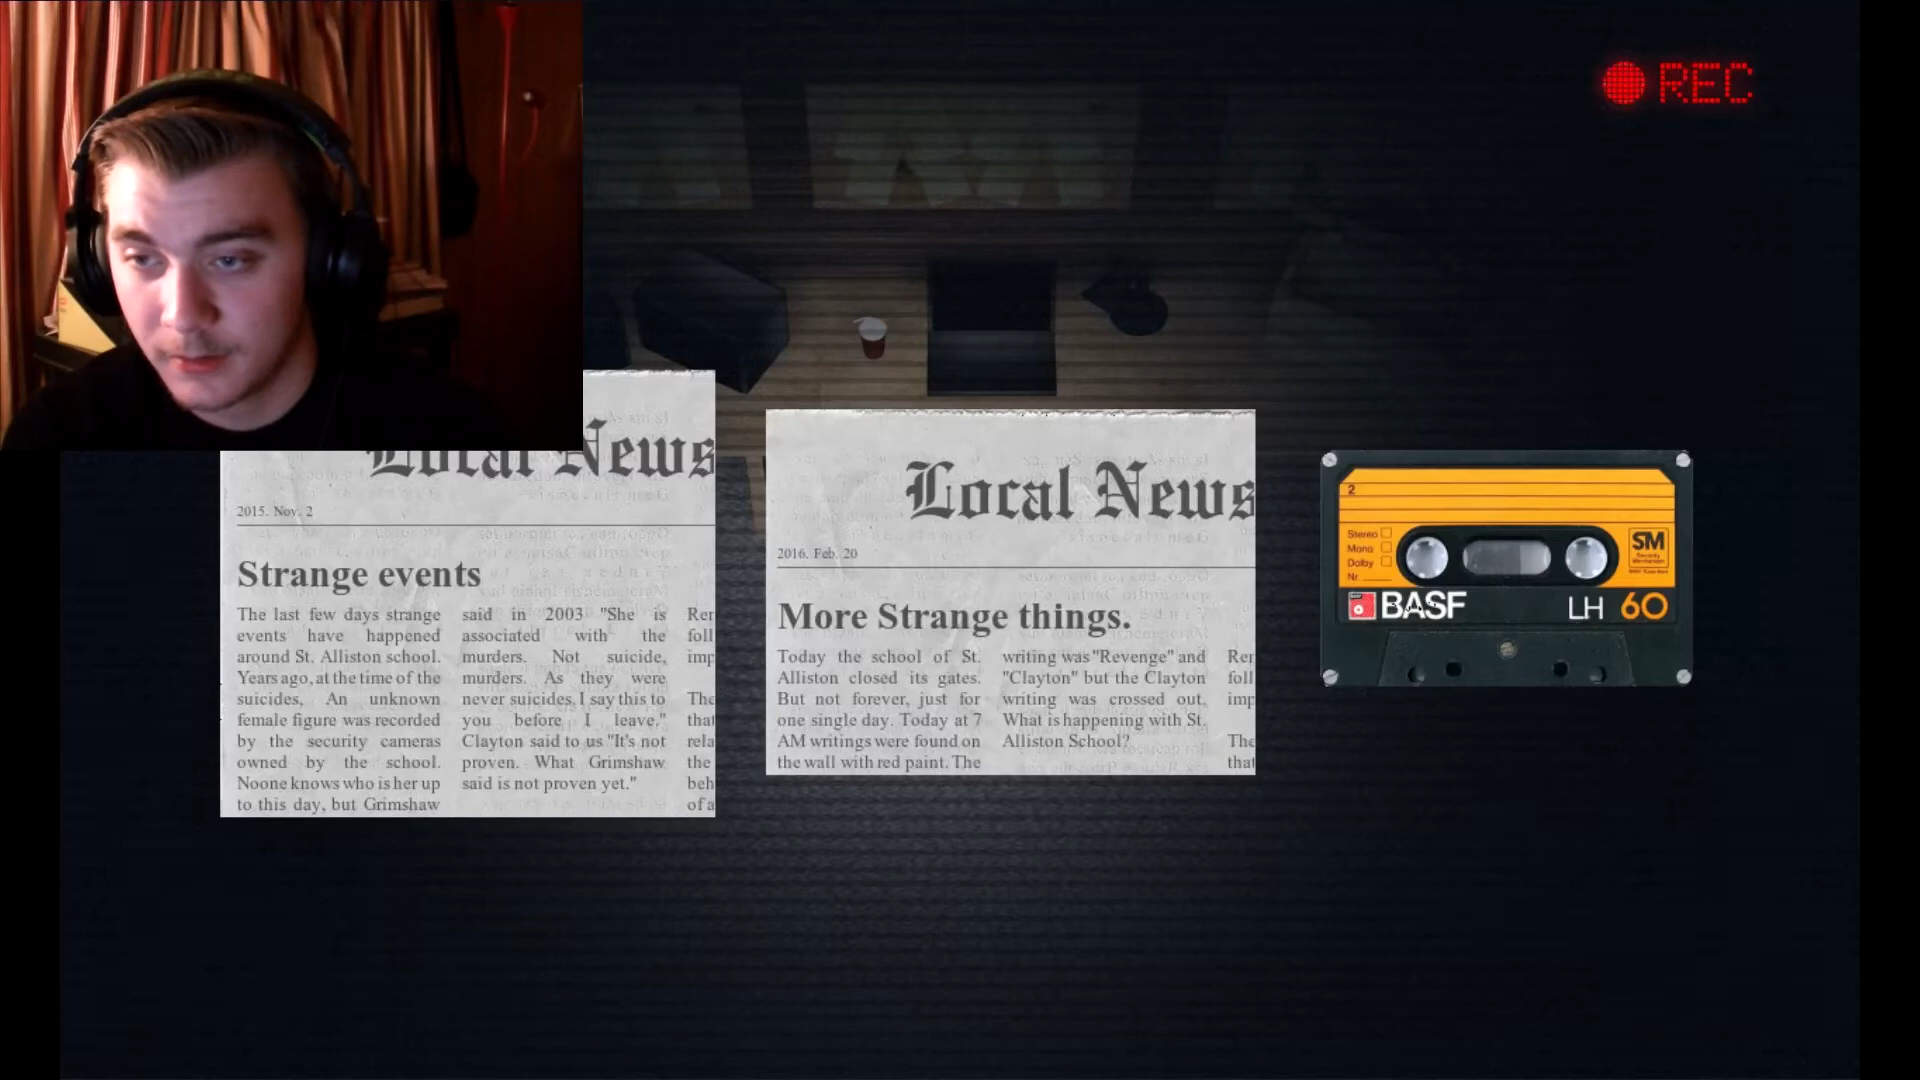 REC
Local News
2015. Nov. 2
Strange events
The last few days strange
events have happened
around St. Alliston school.
Years ago, at the time of the
suicides, An unknown
female figure was recorded
by the security cameras
owned by the school.
Noone knows who is her up
to this day, but Grimshaw
said in 2003 "She is
associated with the
murders. Not suicide,
murders. As they were
never suicides. I say this to
you before I leave."
Clayton said to us "It's not
proven. What Grimshaw
said is not proven yet."
Local News
2016. Feb. 20
More Strange things.
Today the school of St.
Alliston closed its gates.
But not forever, just for
one single day. Today at 7
AM writings were found on
the wall with red paint. The
writing was "Revenge" and
"Clayton" but the Clayton
writing was crossed out.
What is happening with St.
Alliston School?
2
Stereo
Mono
Dolby
Nr.
SM
BASF
LH 60